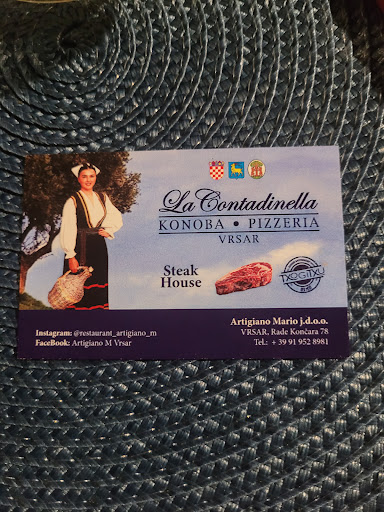 La Contadinella
KONOBA • PIZZERIA
VRSAR
Steak
House
TXOGITXU
Artigiano Mario j.d.o.o.
VRSAR, Rade Končara 78
Tel.: + 39 91 952 8981
Instagram: @restaurant_artigiano_m
FaceBook: Artigiano M Vrsar